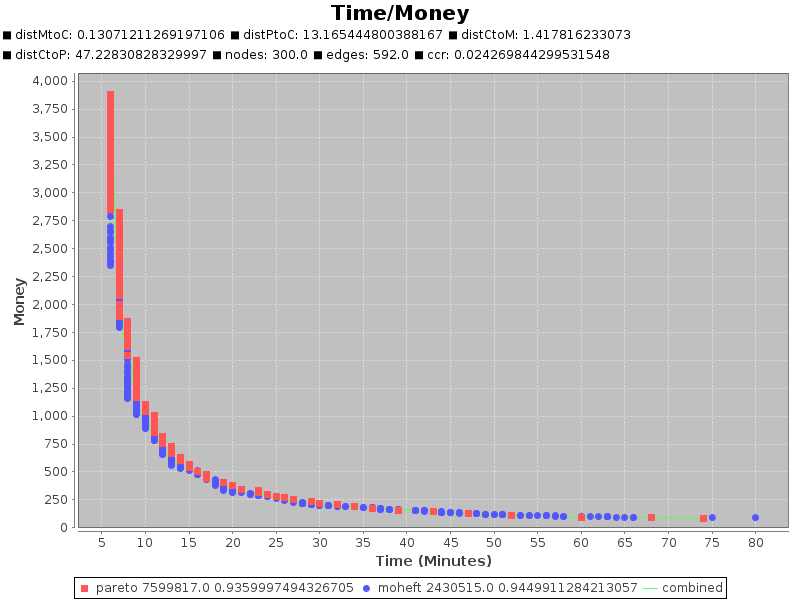 Time/Money
distMtoC: 0.13071211269197106 distPtoC: 13.165444800388167 distCtoM: 1.417816233073
distCtoP: 47.22830828329997 nodes: 300.0 edges: 592.0 ccr: 0.024269844299531548
4,000
3,750
3,500
3,250
3,000
2,750
2,500
2,250
2,000
1,750
1,500
1,250
1,000
750
500
250
0
Money
5 10 15 20 25 30 35 40 45 50 55 60 65 70 75 80
Time (Minutes)
pareto 7599817.0 0.9359997494326705 moheft 2430515.0 0.9449911284213057 combined